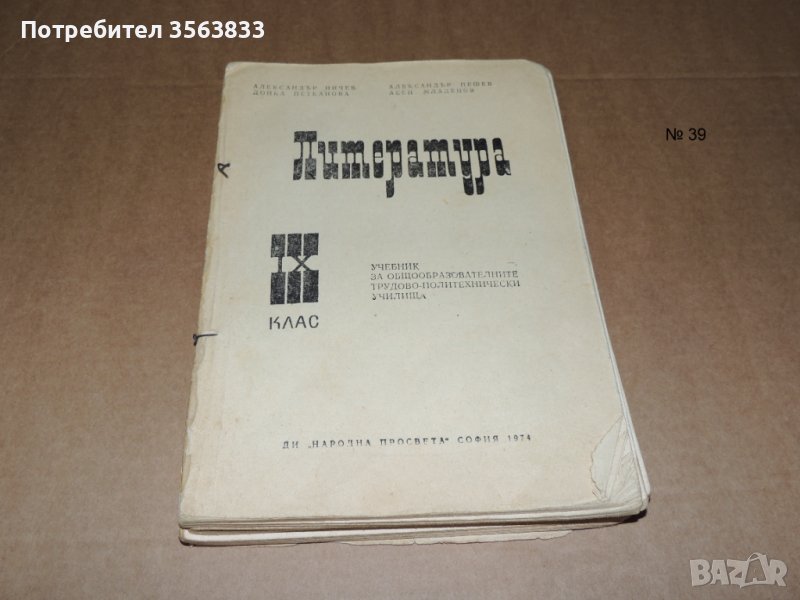 Потребител 3563833
АЛЕКСАНДЪР НИЧЕВ АЛЕКСАНДЪР ПЕШЕВ
ДОНКА ПЕТКАНОВА АСЕН МЛАДЕНОВ
№ 39
Литература
IX
КЛАС
УЧЕБНИК
ЗА ОБЩООБРАЗОВАТЕЛНИТЕ
ТРУДОВО-ПОЛИТЕХНИЧЕСКИ
УЧИЛИЩА
ДИ „НАРОДНА ПРОСВЕТА“ СОФИЯ 1974
BAZAR